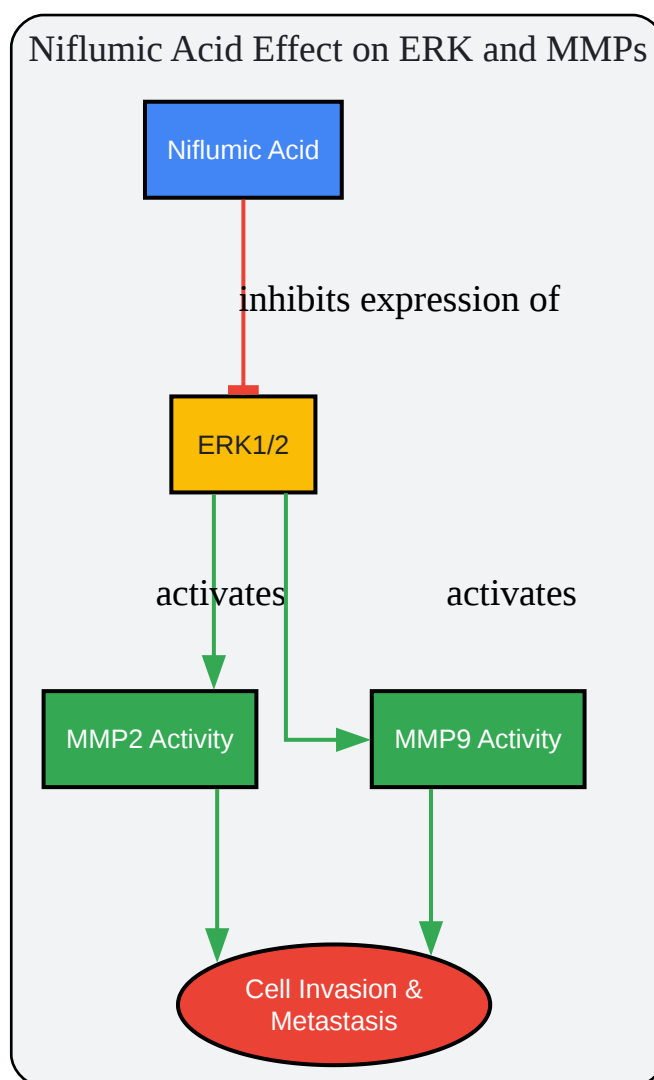 Niflumic Acid Effect on ERK and MMPs
Niflumic Acid
inhibits expression of
ERK1/2
activates
activates
MMP2 Activity
MMP9 Activity
Cell Invasion &
Metastasis